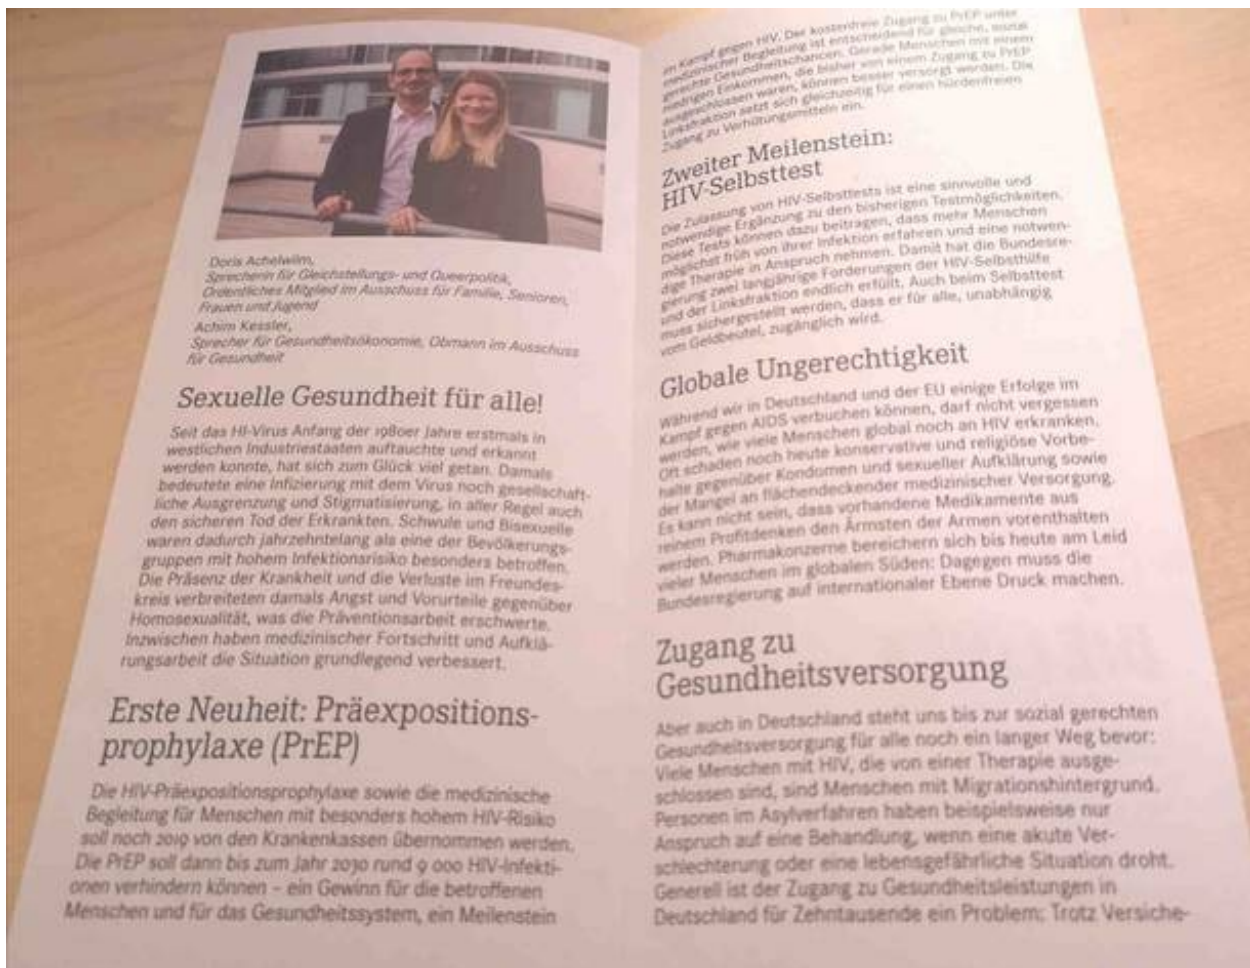 Doris Achelwilm,
Sprecherin für Gleichstellungs- und Queerpolitik,
Ordentliches Mitglied im Ausschuss für Familie, Senioren,
Frauen und Jugend
Achim Kessler,
Sprecher für Gesundheitsökonomie, Obmann im Ausschuss
für Gesundheit
Sexuelle Gesundheit für alle!
Seit das HI-Virus Anfang der 1980er Jahre erstmals in
westlichen Industriestaaten auftauchte und erkannt
werden konnte, hat sich zum Glück viel getan. Damals
bedeutete eine Infizierung mit dem Virus noch gesellschaft-
liche Ausgrenzung und Stigmatisierung, in aller Regel auch
den sicheren Tod der Erkrankten. Schwule und Bisexuelle
waren dadurch jahrzehntelang als eine der Bevölkerungs-
gruppen mit hohem Infektionsrisiko besonders betroffen.
Die Präsenz der Krankheit und die Verluste im Freundes-
kreis verbreiteten damals Angst und Vorurteile gegenüber
Homosexualität, was die Präventionsarbeit erschwerte.
Inzwischen haben medizinischer Fortschritt und Aufklä-
rungsarbeit die Situation grundlegend verbessert.
Erste Neuheit: Präexpositions-
prophylaxe (PrEP)
Die HIV-Präexpositionsprophylaxe sowie die medizinische
Begleitung für Menschen mit besonders hohem HIV-Risiko
soll noch 2019 von den Krankenkassen übernommen werden.
Die PrEP soll dann bis zum Jahr 2030 rund 9 000 HIV-Infekti-
onen verhindern können – ein Gewinn für die betroffenen
Menschen und für das Gesundheitssystem, ein Meilenstein
im Kampf gegen HIV. Der kostenfreie Zugang zu PrEP unter
medizinischer Begleitung ist entscheidend für gleiche, sozial
gerechte Gesundheitschancen. Gerade Menschen mit einem
niedrigen Einkommen, die bisher von einem Zugang zu PrEP
ausgeschlossen waren, können besser versorgt werden. Die
Linksfraktion setzt sich gleichzeitig für einen hürdenfreien
Zugang zu Verhütungsmitteln ein.
Zweiter Meilenstein:
HIV-Selbsttest
Die Zulassung von HIV-Selbsttests ist eine sinnvolle und
notwendige Ergänzung zu den bisherigen Testmöglichkeiten.
Diese Tests können dazu beitragen, dass mehr Menschen
möglichst früh von ihrer Infektion erfahren und eine notwen-
dige Therapie in Anspruch nehmen. Damit hat die Bundesre-
gierung zwei langjährige Forderungen der HIV-Selbsthilfe
und der Linksfraktion endlich erfüllt. Auch beim Selbsttest
muss sichergestellt werden, dass er für alle, unabhängig
vom Geldbeutel, zugänglich wird.
Globale Ungerechtigkeit
Während wir in Deutschland und der EU einige Erfolge im
Kampf gegen AIDS verbuchen können, darf nicht vergessen
werden, wie viele Menschen global noch an HIV erkranken.
Oft schaden noch heute konservative und religiöse Vorbe-
halte gegenüber Kondomen und sexueller Aufklärung sowie
der Mangel an flächendeckender medizinischer Versorgung.
Es kann nicht sein, dass vorhandene Medikamente aus
reinem Profitdenken den Ärmsten der Armen vorenthalten
werden. Pharmakonzerne bereichern sich bis heute am Leid
vieler Menschen im globalen Süden: Dagegen muss die
Bundesregierung auf internationaler Ebene Druck machen.
Zugang zu
Gesundheitsversorgung
Aber auch in Deutschland steht uns bis zur sozial gerechten
Gesundheitsversorgung für alle noch ein langer Weg bevor:
Viele Menschen mit HIV, die von einer Therapie ausge-
schlossen sind, sind Menschen mit Migrationshintergrund.
Personen im Asylverfahren haben beispielsweise nur
Anspruch auf eine Behandlung, wenn eine akute Ver-
schlechterung oder eine lebensgefährliche Situation droht.
Generell ist der Zugang zu Gesundheitsleistungen in
Deutschland für Zehntausende ein Problem: Trotz Versiche-